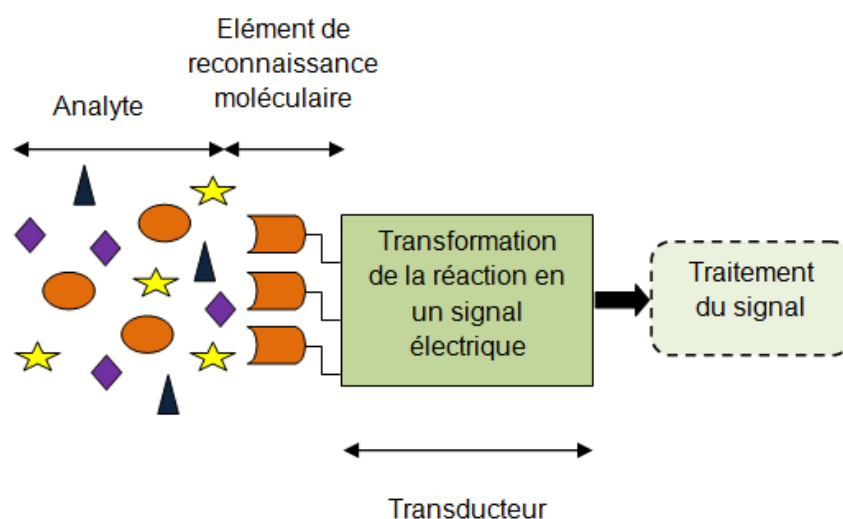 Elément de
reconnaissance
moléculaire
Analyte
Transformation
de la réaction en
un signal
électrique
Traitement
du signal
Transducteur